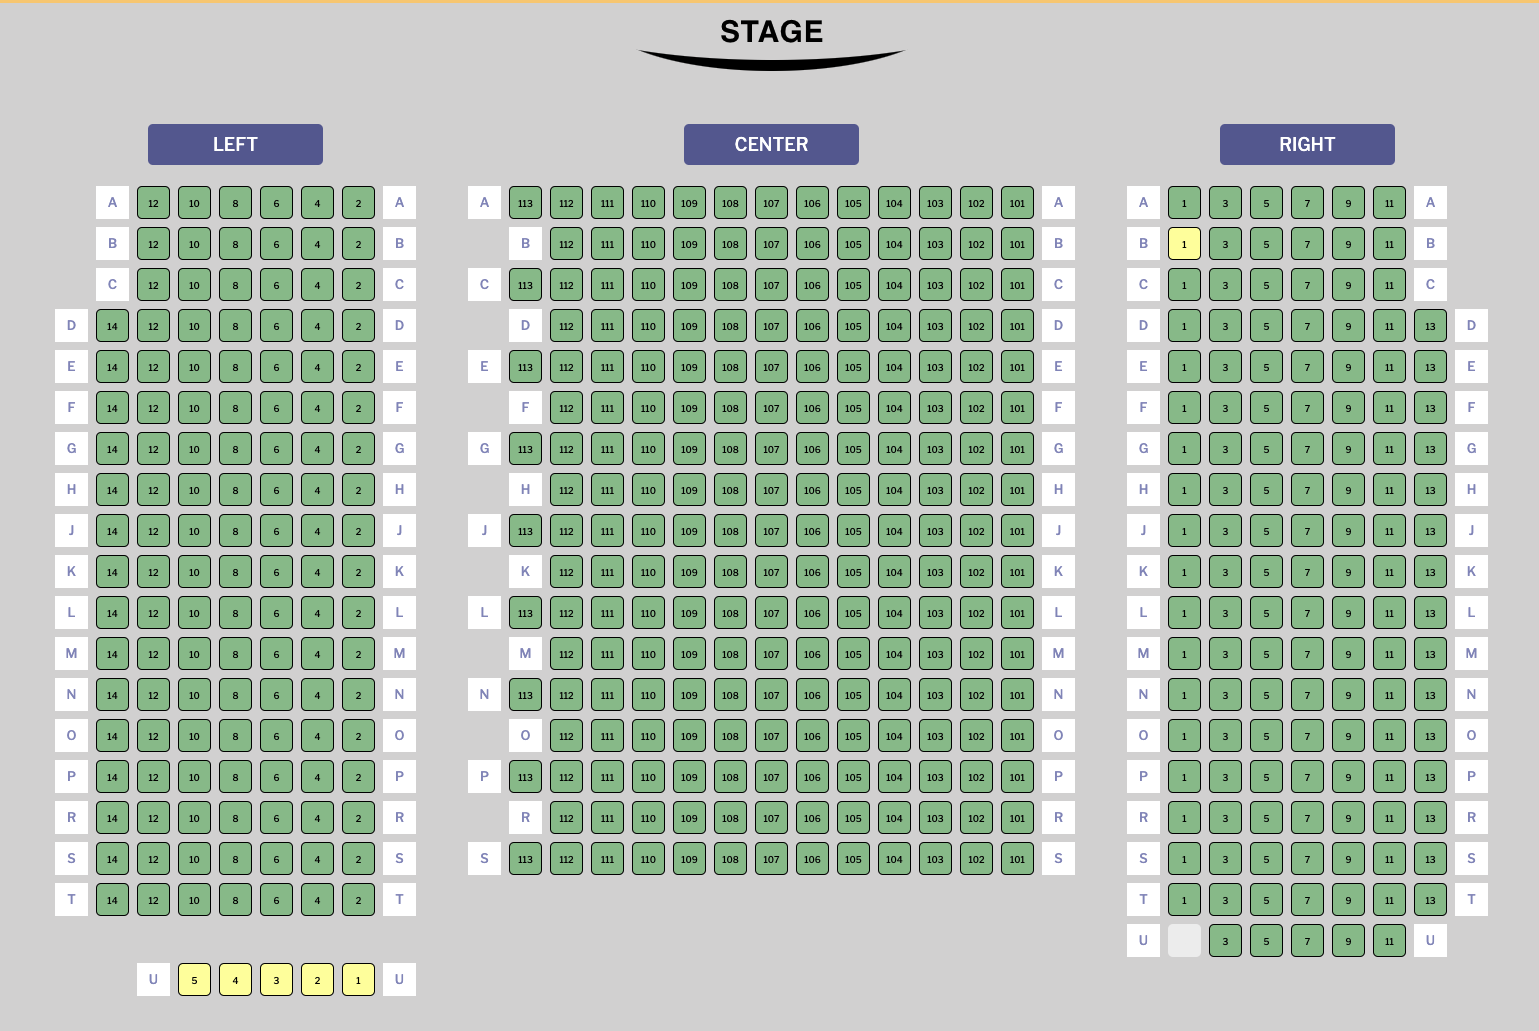 STAGE
LEFT CENTER RIGHT
A 12 10 8 6 4 2 A A 113 112 111 110 109 108 107 106 105 104 103 102 101 A A 1 3 5 7 9 11 A
B 12 10 8 6 4 2 B B 112 111 110 109 108 107 106 105 104 103 102 101 B B 1 3 5 7 9 11 B
C 12 10 8 6 4 2 C C 113 112 111 110 109 108 107 106 105 104 103 102 101 C C 1 3 5 7 9 11 C
D 14 12 10 8 6 4 2 D D 112 111 110 109 108 107 106 105 104 103 102 101 D D 1 3 5 7 9 11 13 D
E 14 12 10 8 6 4 2 E E 113 112 111 110 109 108 107 106 105 104 103 102 101 E E 1 3 5 7 9 11 13 E
F 14 12 10 8 6 4 2 F F 112 111 110 109 108 107 106 105 104 103 102 101 F F 1 3 5 7 9 11 13 F
G 14 12 10 8 6 4 2 G G 113 112 111 110 109 108 107 106 105 104 103 102 101 G G 1 3 5 7 9 11 13 G
H 14 12 10 8 6 4 2 H H 112 111 110 109 108 107 106 105 104 103 102 101 H H 1 3 5 7 9 11 13 H
J 14 12 10 8 6 4 2 J J 113 112 111 110 109 108 107 106 105 104 103 102 101 J J 1 3 5 7 9 11 13 J
K 14 12 10 8 6 4 2 K K 112 111 110 109 108 107 106 105 104 103 102 101 K K 1 3 5 7 9 11 13 K
L 14 12 10 8 6 4 2 L L 113 112 111 110 109 108 107 106 105 104 103 102 101 L L 1 3 5 7 9 11 13 L
M 14 12 10 8 6 4 2 M M 112 111 110 109 108 107 106 105 104 103 102 101 M M 1 3 5 7 9 11 13 M
N 14 12 10 8 6 4 2 N N 113 112 111 110 109 108 107 106 105 104 103 102 101 N N 1 3 5 7 9 11 13 N
O 14 12 10 8 6 4 2 O O 112 111 110 109 108 107 106 105 104 103 102 101 O O 1 3 5 7 9 11 13 O
P 14 12 10 8 6 4 2 P P 113 112 111 110 109 108 107 106 105 104 103 102 101 P P 1 3 5 7 9 11 13 P
R 14 12 10 8 6 4 2 R R 112 111 110 109 108 107 106 105 104 103 102 101 R R 1 3 5 7 9 11 13 R
S 14 12 10 8 6 4 2 S S 113 112 111 110 109 108 107 106 105 104 103 102 101 S S 1 3 5 7 9 11 13 S
T 14 12 10 8 6 4 2 T T 1 3 5 7 9 11 13 T
U 3 5 7 9 11 U
U 5 4 3 2 1 U